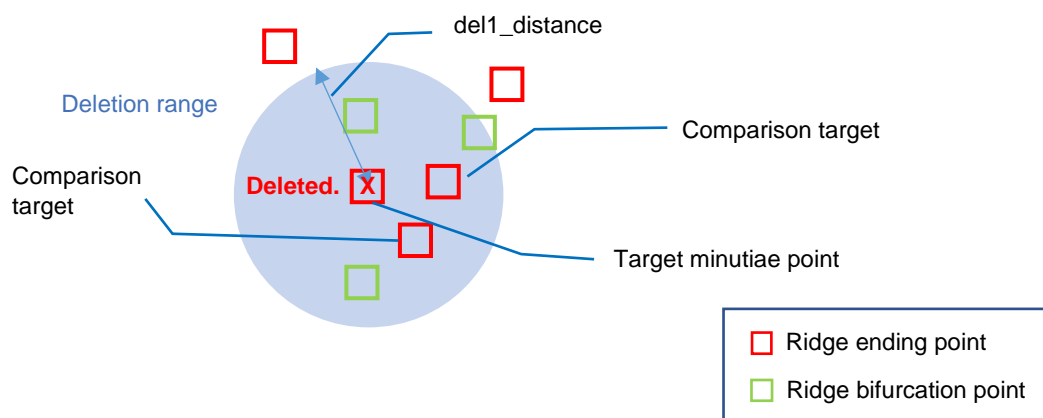 del1_distance
Deletion range
Comparison target
Comparison
target
Deleted.
X
Target minutiae point
Ridge ending point
Ridge bifurcation point